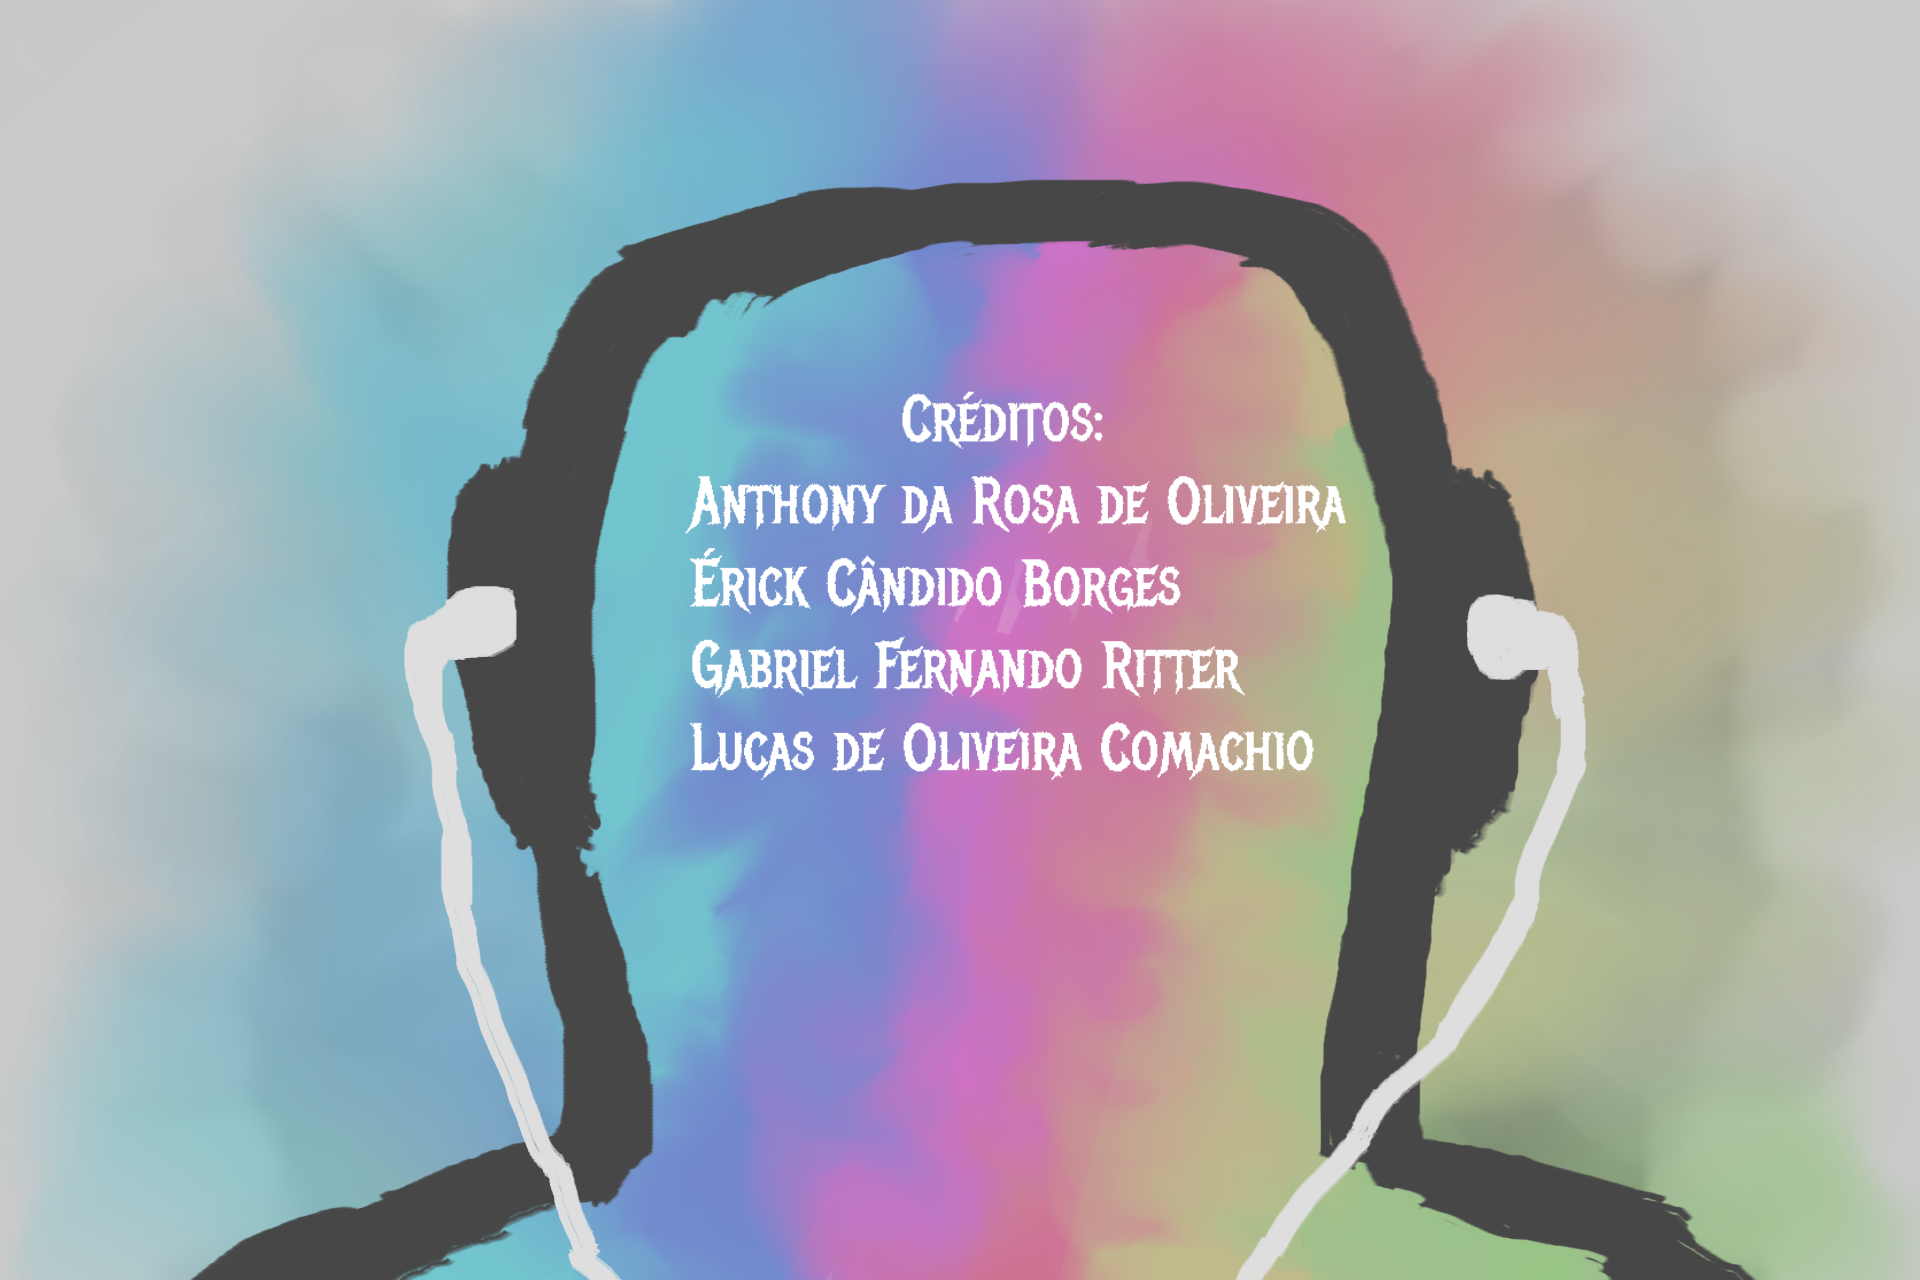 Créditos:
Anthony da Rosa de Oliveira
Érick Cândido Borges
Gabriel Fernando Ritter
Lucas de Oliveira Comachio